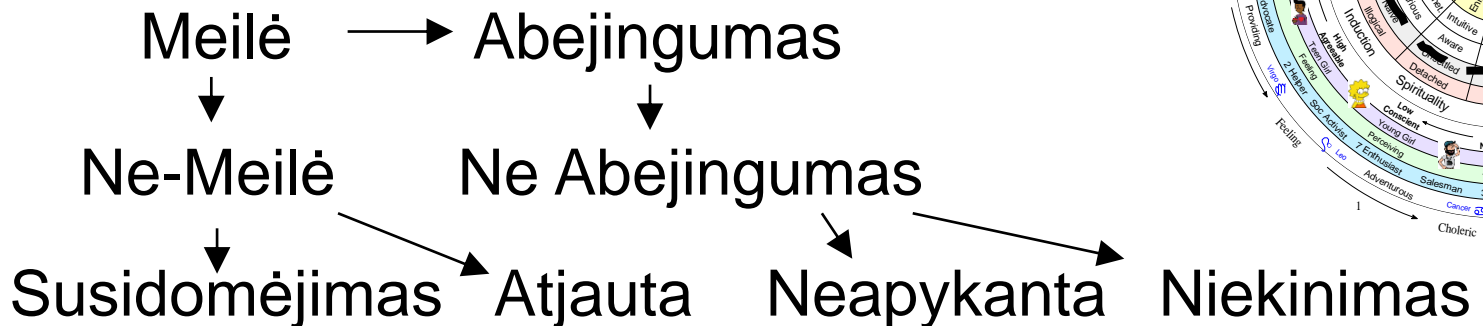 Meilė Abejingumas
Ne-Meilė Ne Abejingumas
Susidomėjimas Atjauta Neapykanta Niekinimas
Providing
Virgo
Feeling
2 Helper
Soc Activist
7 Enthusiast
Salesman
Leo
Adventurous
Cancer
1
Choleric
Teen Girl
Feeling
Young Girl
Perceiving
High
Agreeable
Low
Conscient
Induction
Spirituality
Illogical
Detached
Aware
Intuitive